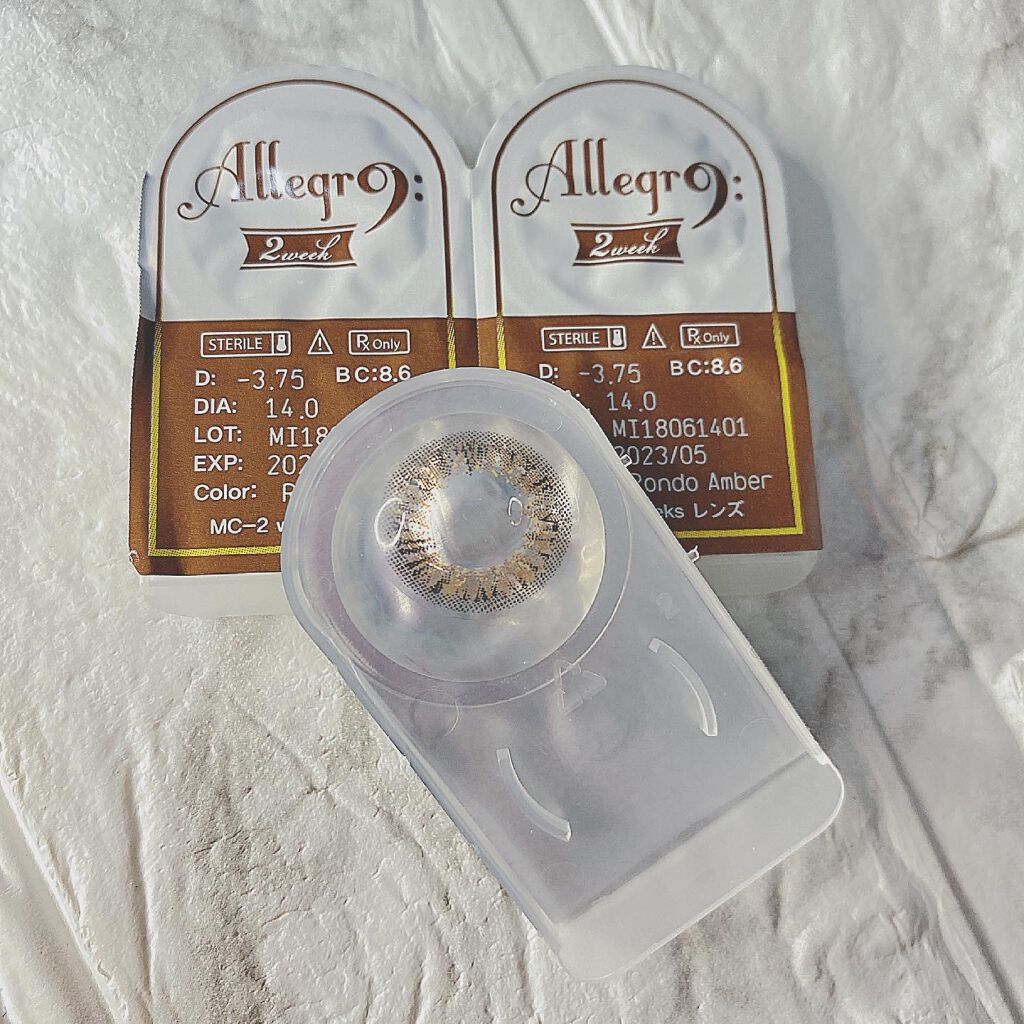 Allegro:
2week
STERILE
Rx Only
D: -3.75 BC:8.6
DIA: 14.0
LOT: MI18
EXP: 202
Color: R
MC-2 w
Allegro:
2week
STERILE
Rx Only
D: -3.75 BC:8.6
14.0
MI18061401
2023/05
Rondo Amber
eks レンズ
2